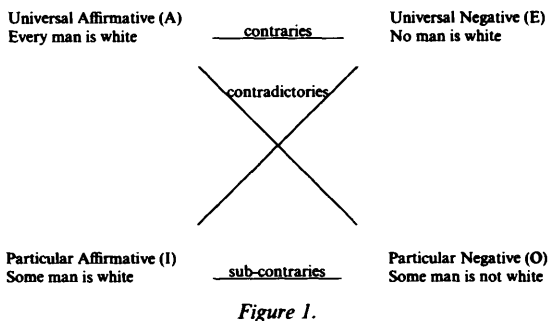 Universal Affirmative (A)
Every man is white
contraries
Universal Negative (E)
No man is white
contradictories
Particular Affirmative (I)
Some man is white
sub-contraries
Particular Negative (O)
Some man is not white
Figure 1.